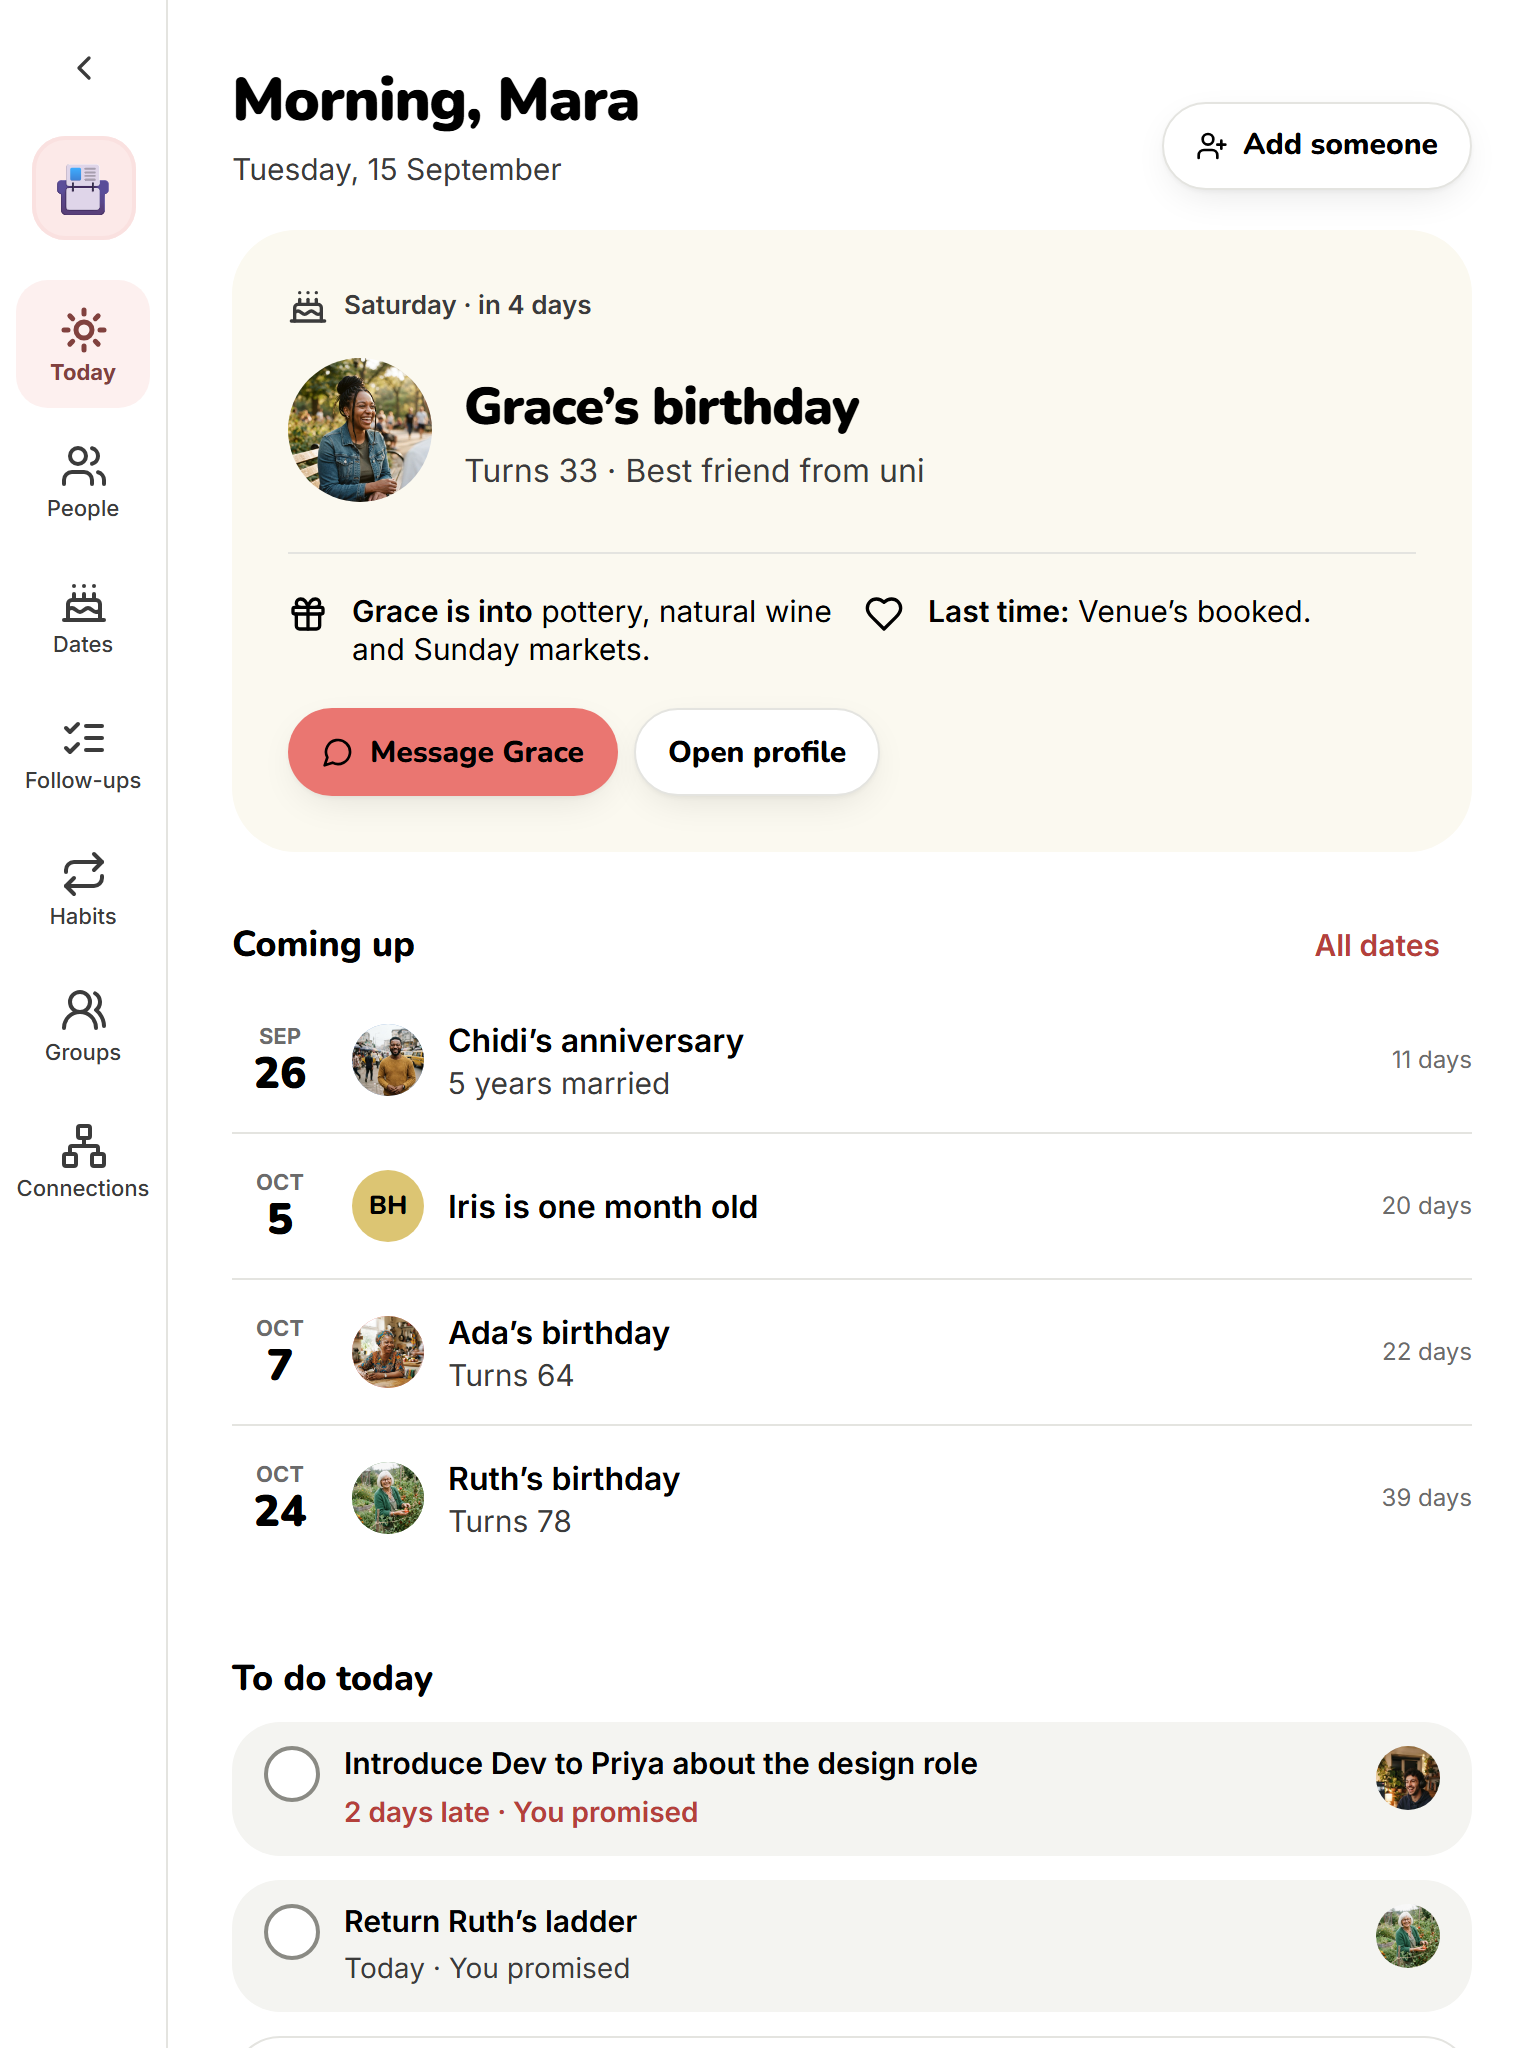 Morning, Mara
Tuesday, 15 September
Add someone
Today
People
Dates
Follow-ups
Habits
Groups
Connections
Saturday · in 4 days
Grace’s birthday
Turns 33 · Best friend from uni
Grace is into pottery, natural wine
and Sunday markets.
Last time: Venue’s booked.
Message Grace
Open profile
Coming up
All dates
SEP
26
Chidi’s anniversary
5 years married
11 days
OCT
5
BH
Iris is one month old
20 days
OCT
7
Ada’s birthday
Turns 64
22 days
OCT
24
Ruth’s birthday
Turns 78
39 days
To do today
Introduce Dev to Priya about the design role
2 days late · You promised
Return Ruth’s ladder
Today · You promised